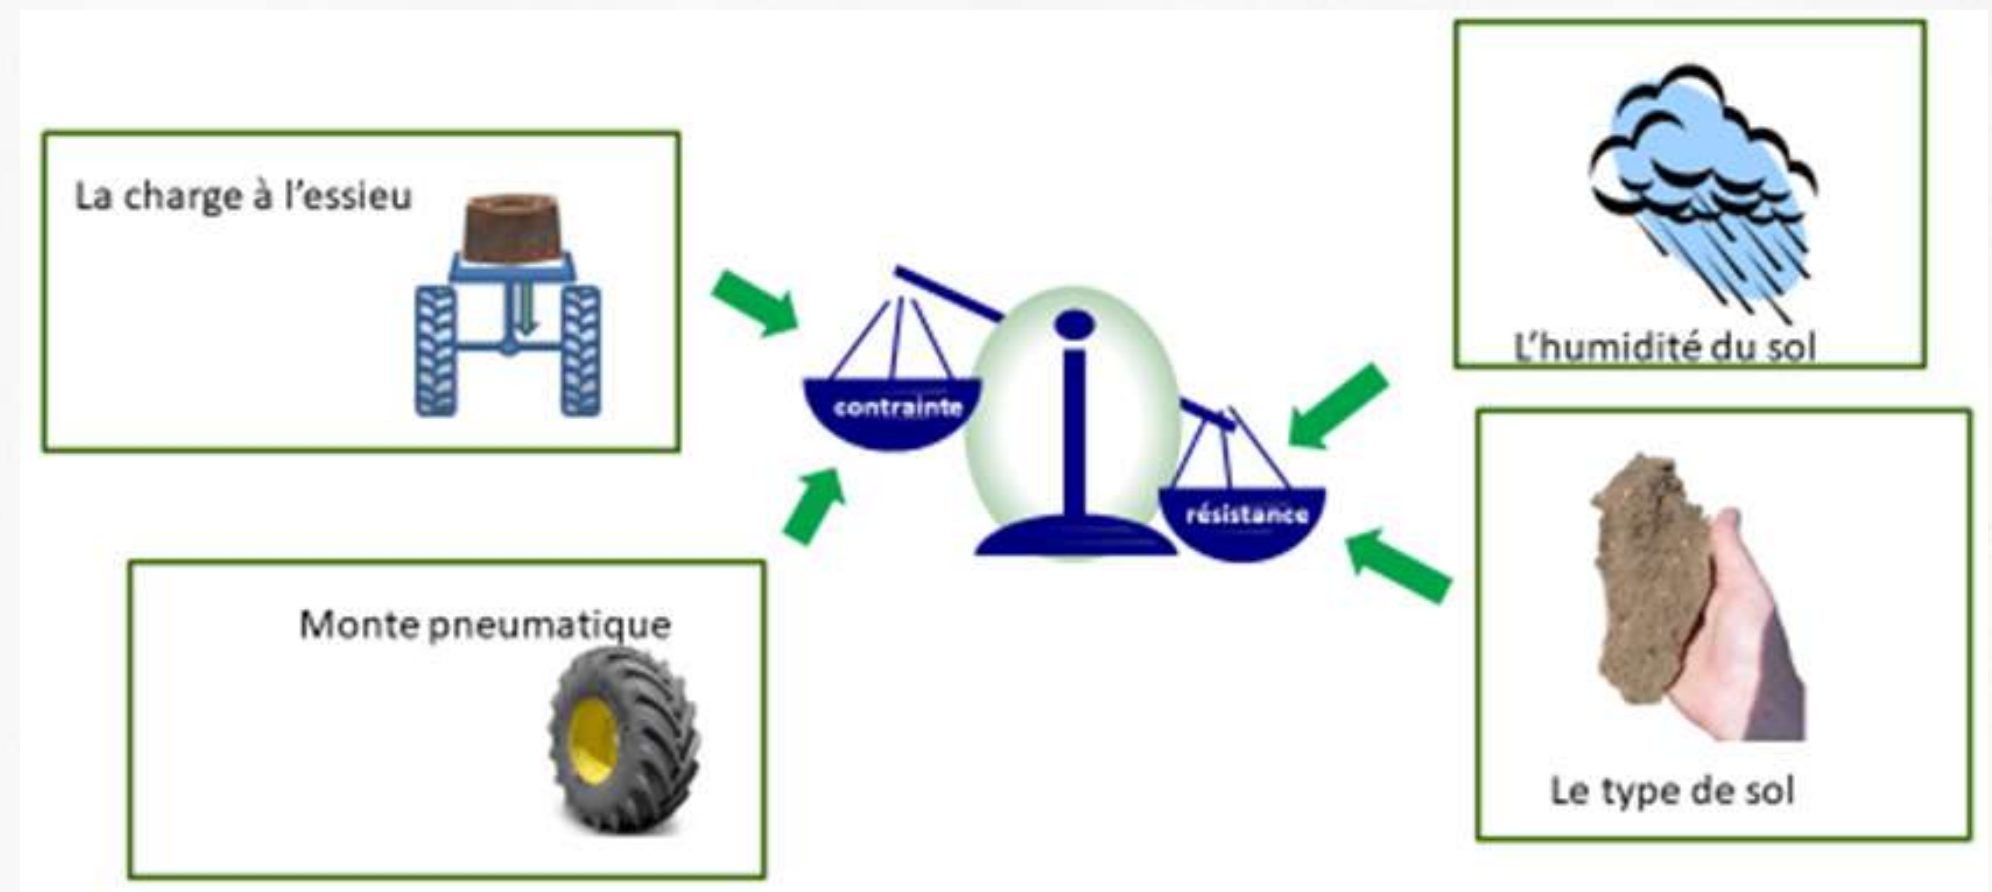 La charge à l'essieu
Monte pneumatique
contrainte
résistance
L'humidité du sol
Le type de sol